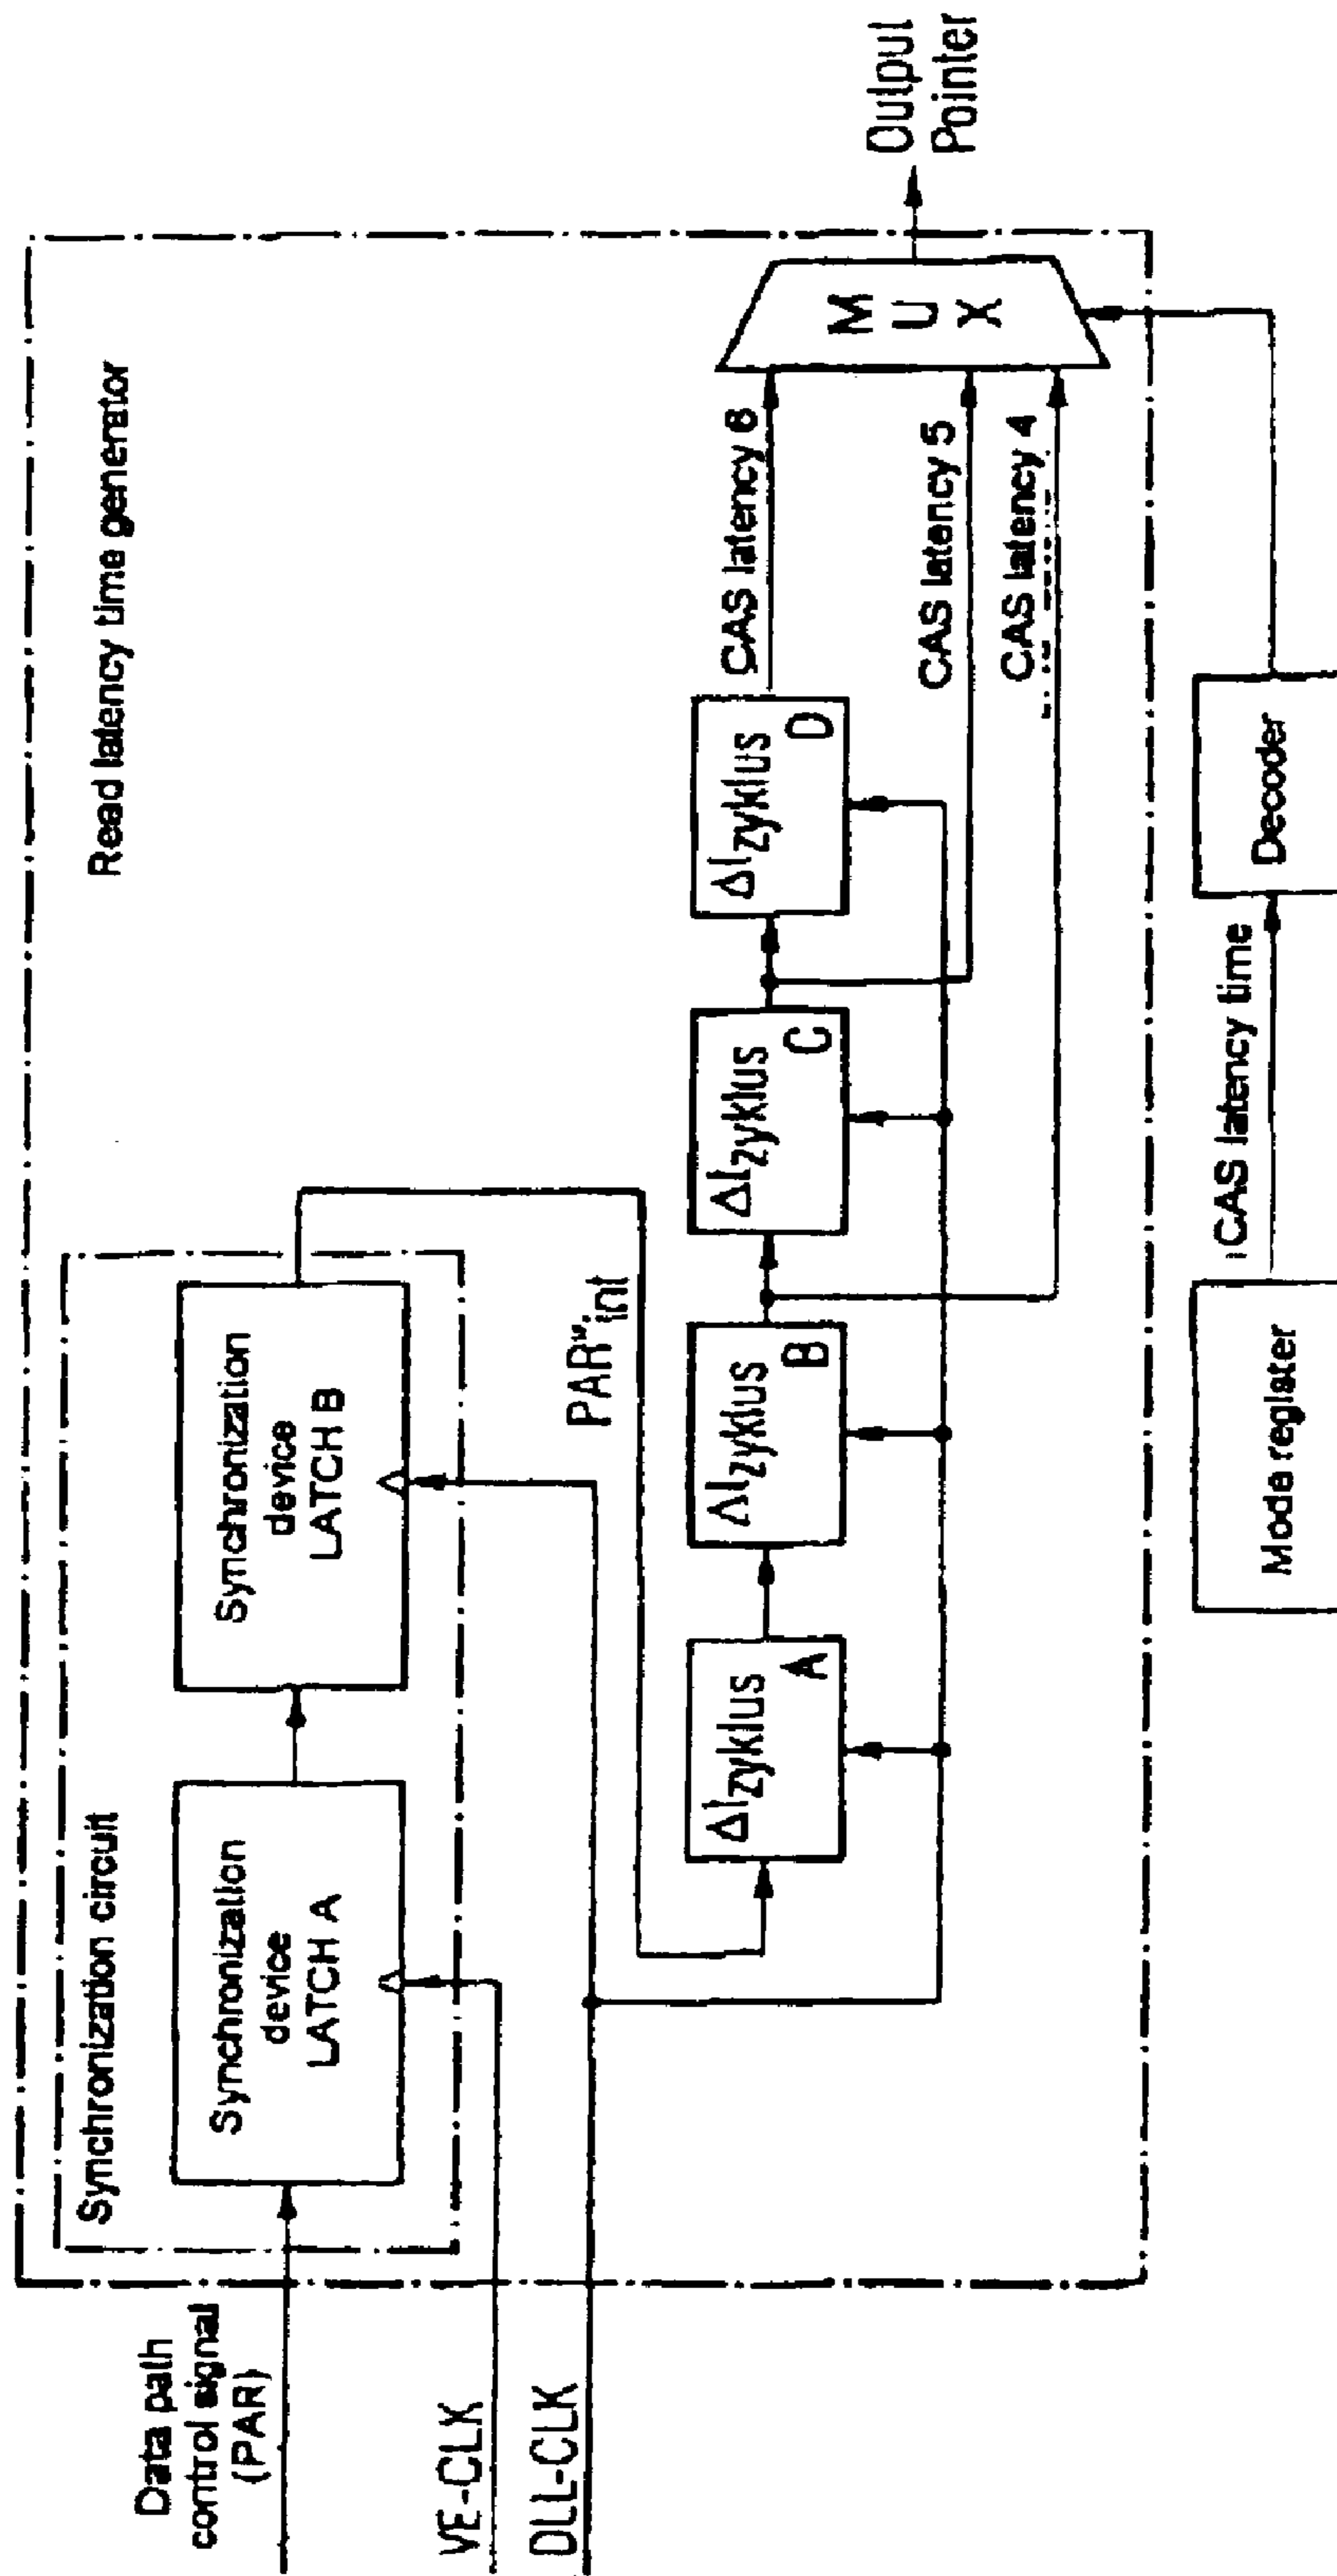 Read latency time generator
Synchronization circuit
Synchronization
device
LATCH A
Synchronization
device
LATCH B
Data path
control signal
(PAR)
VE-CLK
DLL-CLK
PAR"int
Δtzyklus
A
Δtzyklus
B
Δtzyklus
C
Δtzyklus
D
CAS latency 6
CAS latency 5
CAS latency 4
M
U
X
Output
Pointer
Mode register
CAS latency time
Decoder